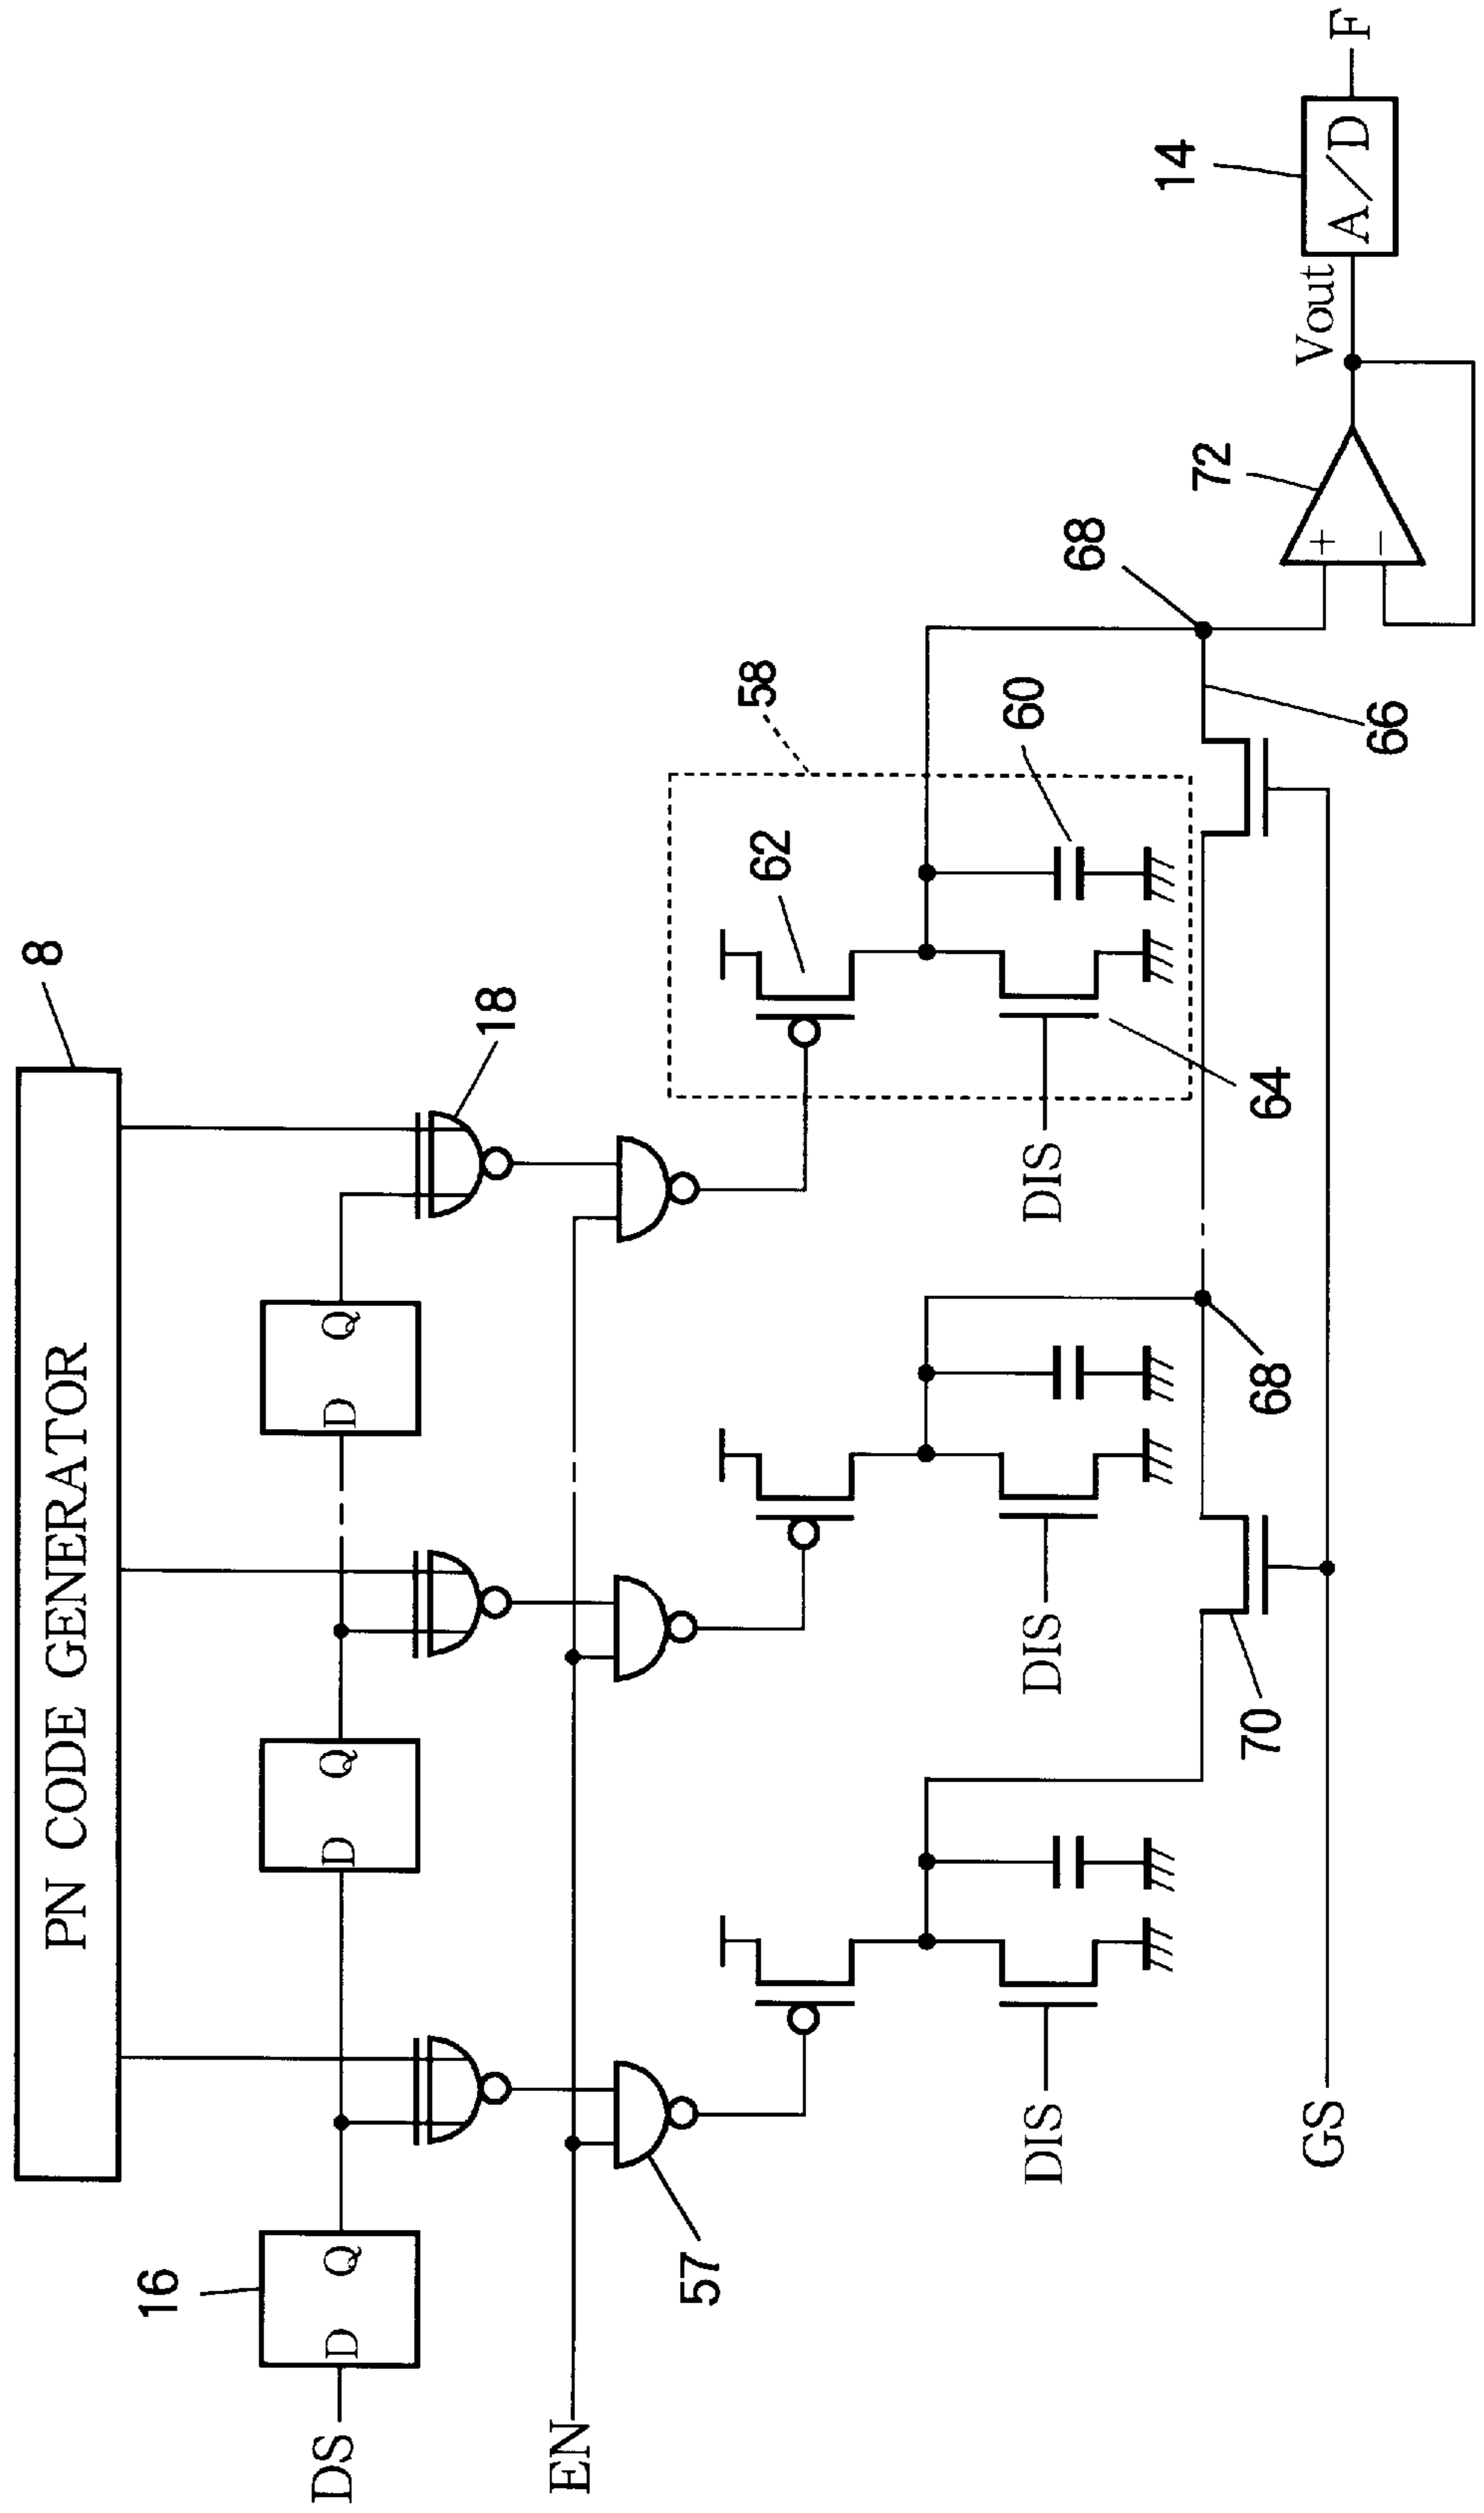 8
PN CODE GENERATOR
16
D Q
D Q
D Q
DS
18
EN
57
58
62
60
64
DIS
DIS
DIS
68
68
66
70
GS
72
Vout
14
A/D
F
+
−